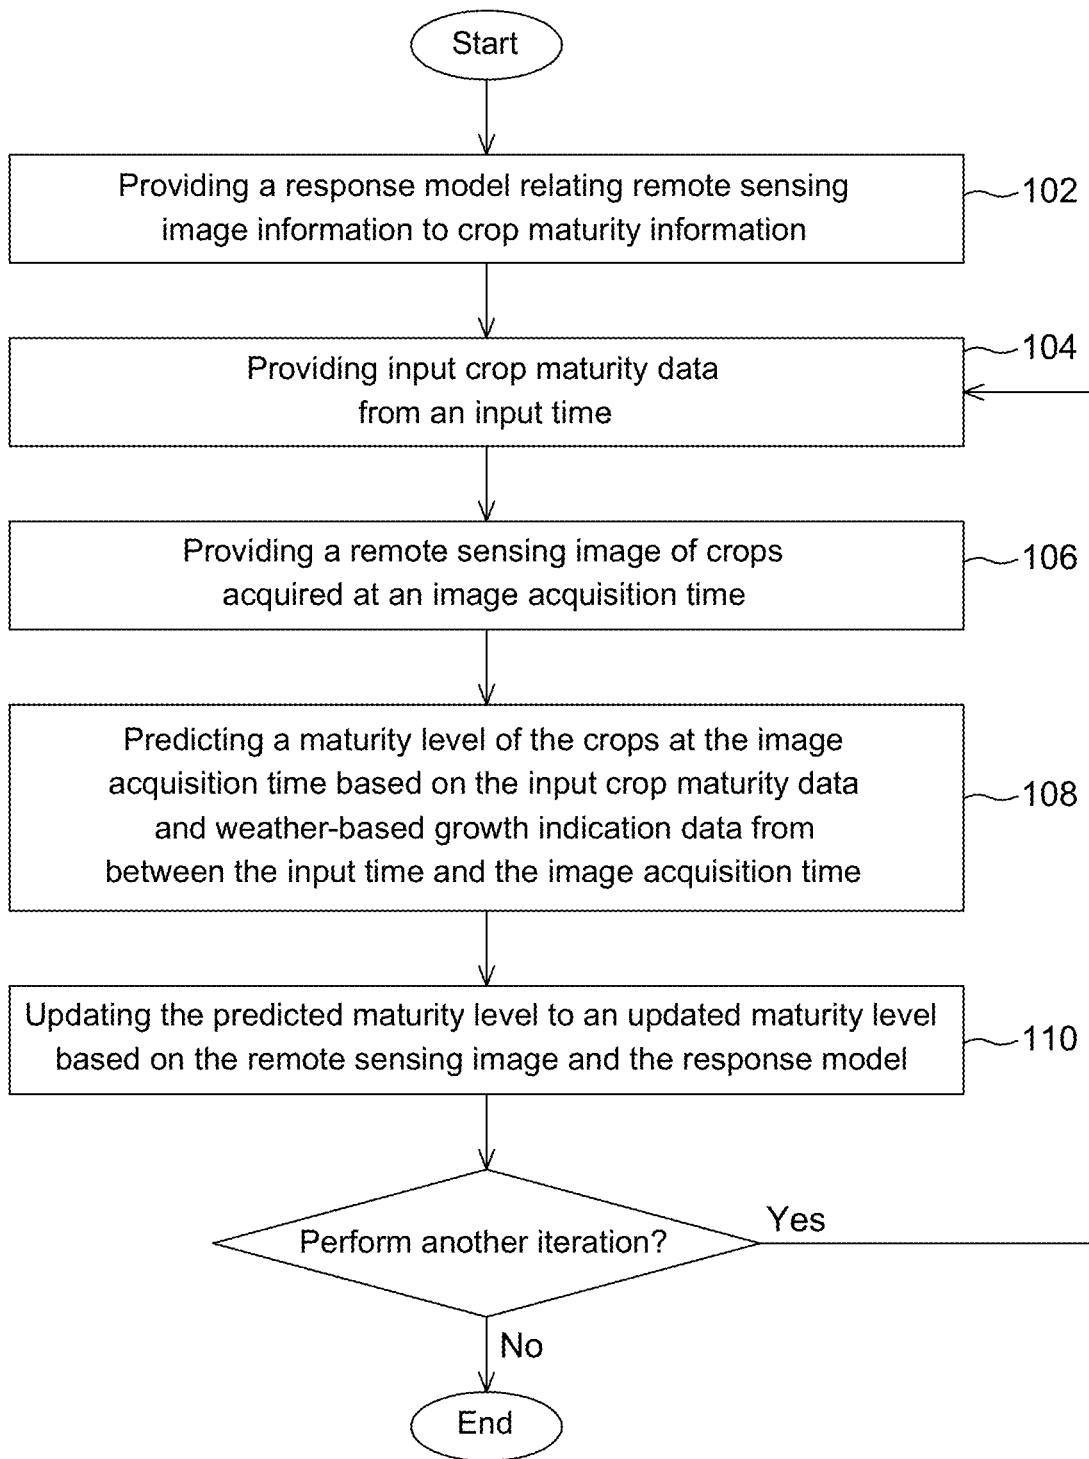 Start
Providing a response model relating remote sensing
image information to crop maturity information
102
Providing input crop maturity data
from an input time
104
Providing a remote sensing image of crops
acquired at an image acquisition time
106
Predicting a maturity level of the crops at the image
acquisition time based on the input crop maturity data
and weather-based growth indication data from
between the input time and the image acquisition time
108
Updating the predicted maturity level to an updated maturity level
based on the remote sensing image and the response model
110
Perform another iteration?
Yes
No
End